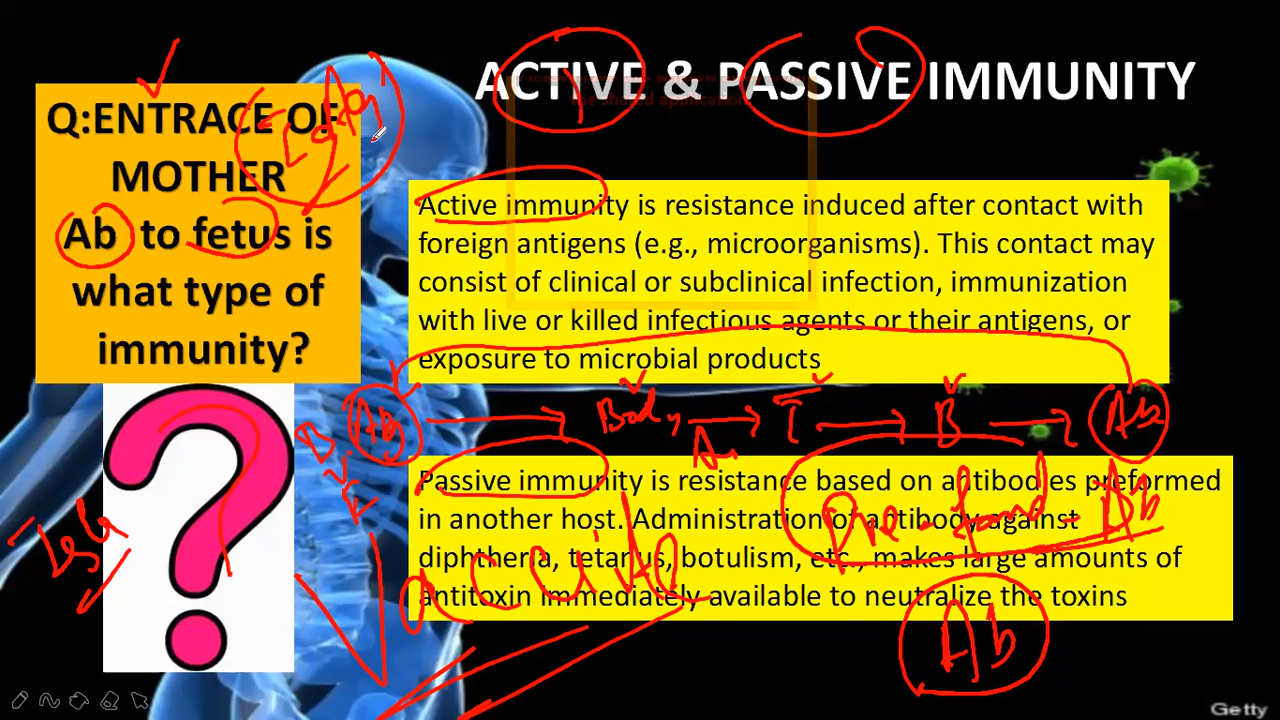 ACTIVE & PASSIVE IMMUNITY
Q:ENTRACE OF
MOTHER
Ab to fetus is
what type of
immunity?
Active immunity is resistance induced after contact with
foreign antigens (e.g., microorganisms). This contact may
consist of clinical or subclinical infection, immunization
with live or killed infectious agents or their antigens, or
exposure to microbial products
Ab Body T B Ab
Passive immunity is resistance based on antibodies preformed
in another host. Administration of antibody against
diphtheria, tetanus, botulism, etc., makes large amounts of
antitoxin immediately available to neutralize the toxins
Ab
IgG
Getty